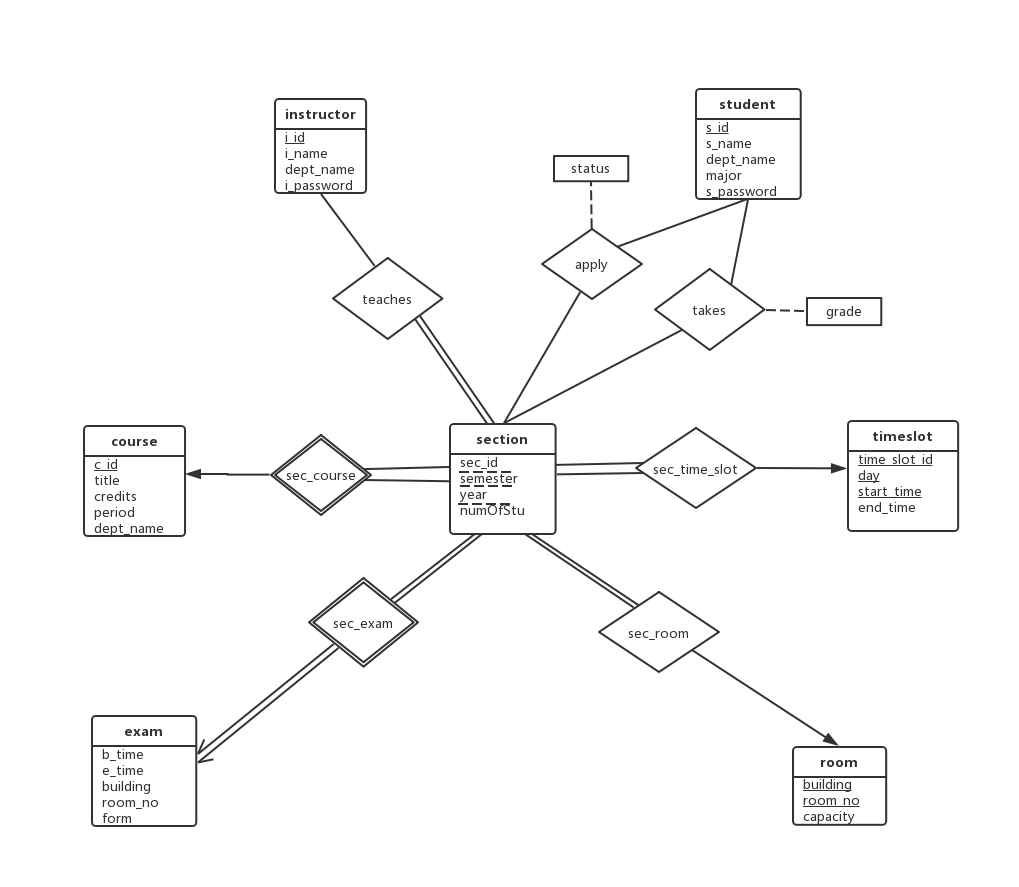 instructor
i_id
i_name
dept_name
i_password
student
s_id
s_name
dept_name
major
s_password
status
apply
teaches
takes
grade
course
c_id
title
credits
period
dept_name
sec_course
section
sec_id
semester
year
numOfStu
sec_time_slot
timeslot
time_slot_id
day
start_time
end_time
sec_exam
sec_room
exam
b_time
e_time
building
room_no
form
room
building
room_no
capacity